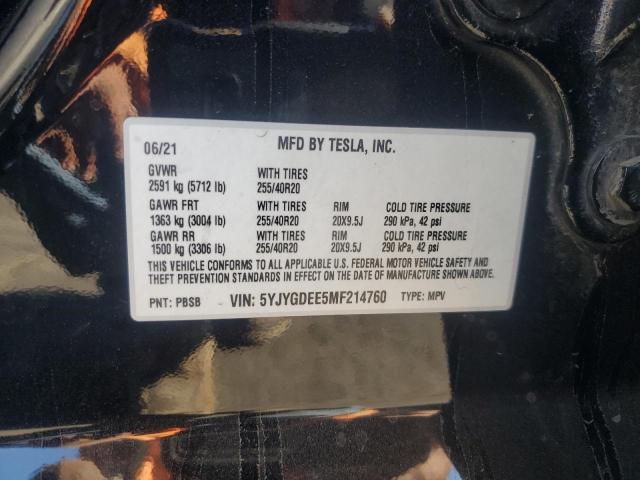 06/21 MFD BY TESLA, INC.
GVWR WITH TIRES
2591 kg (5712 lb) 255/40R20
GAWR FRT WITH TIRES RIM COLD TIRE PRESSURE
1363 kg (3004 lb) 255/40R20 20X9.5J 290 kPa, 42 psi
GAWR RR WITH TIRES RIM COLD TIRE PRESSURE
1500 kg (3306 lb) 255/40R20 20X9.5J 290 kPa, 42 psi
THIS VEHICLE CONFORMS TO ALL APPLICABLE U.S. FEDERAL MOTOR VEHICLE SAFETY AND
THEFT PREVENTION STANDARDS IN EFFECT ON THE DATE OF MANUFACTURE SHOWN ABOVE.
PNT: PBSB VIN: 5YJYGDEE5MF214760 TYPE: MPV